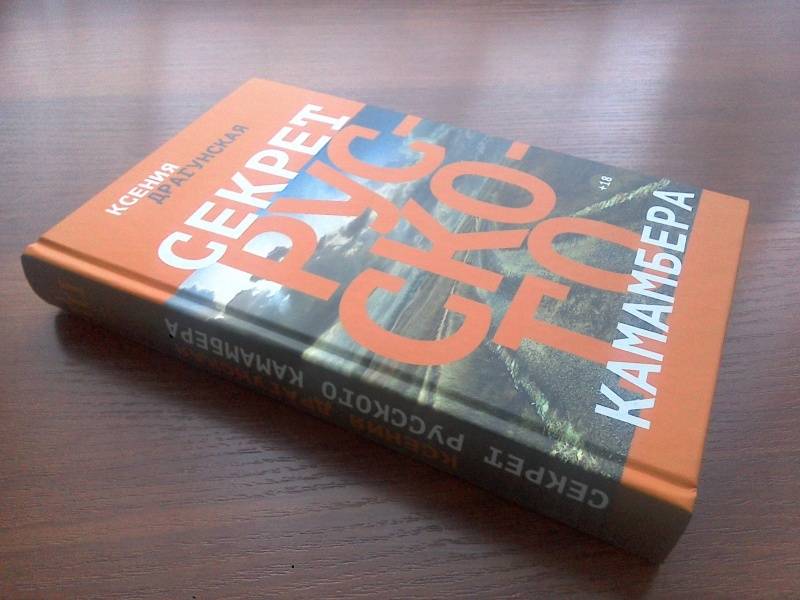 КСЕНИЯ
ДРАГУНСКАЯ
СЕКРЕТ
РУС-
СКО-
ГО
КАМАМБЕРА
+18
КСЕНИЯ ДРАГУНСКАЯ
СЕКРЕТ РУССКОГО КАМАМБЕРА